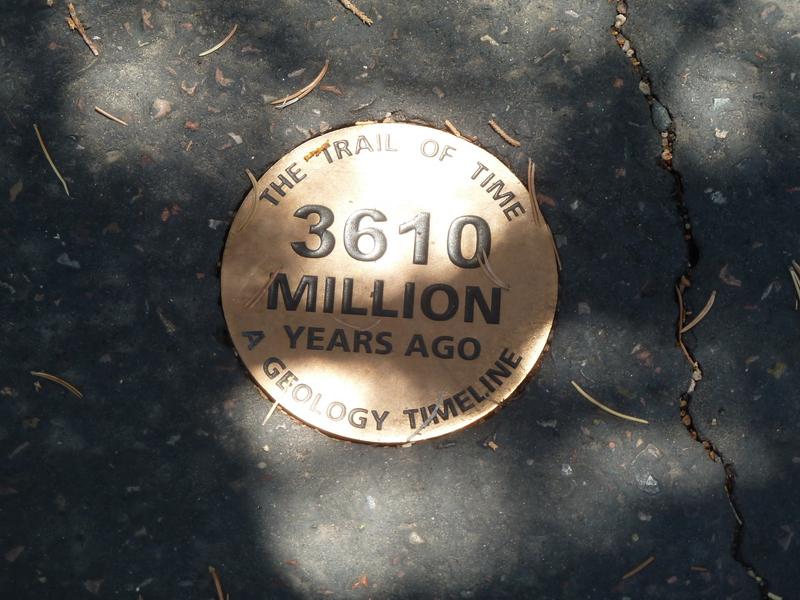 THE TRAIL OF TIME
3610
MILLION
YEARS AGO
A GEOLOGY TIMELINE